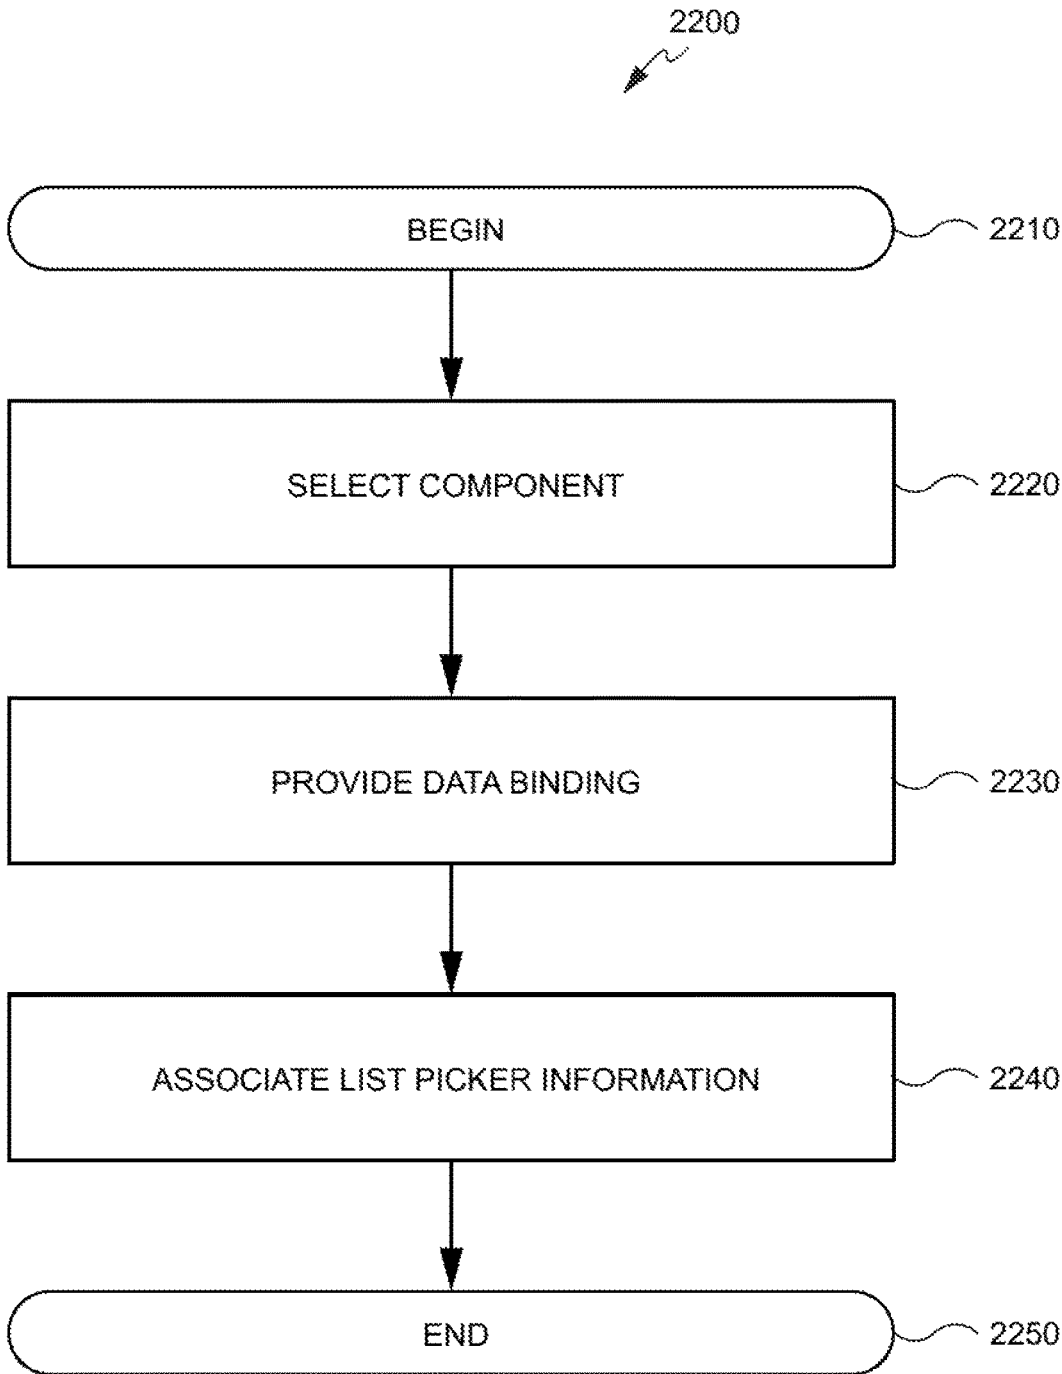 2200
BEGIN
2210
SELECT COMPONENT
2220
PROVIDE DATA BINDING
2230
ASSOCIATE LIST PICKER INFORMATION
2240
END
2250